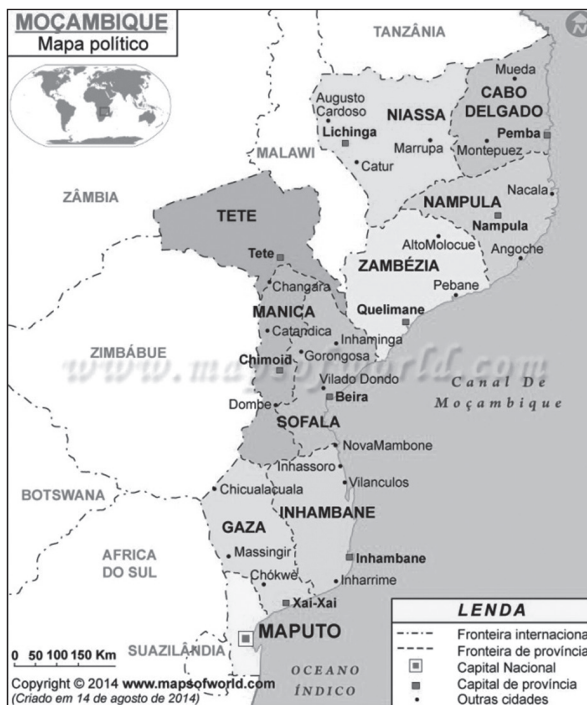 MOÇAMBIQUE
Mapa político
N
TANZÂNIA
Mueda
CABO
DELGADO
Augusto
Cardoso
NIASSA
Lichinga
Pemba
Marrupa
Montepuez
MALAWI
Catur
ZÂMBIA
Nacala
TETE
NAMPULA
Nampula
AltoMolocue
Tete
ZAMBÉZIA
Angoche
Changara
Pebane
MANICA
Quelimane
Catandica
Inhaminga
ZIMBÁBUE
Gorongosa
www.mapsofworld.com
Chimoid
Vilado Dondo
Canal De
Moçambique
Beira
Dombe
SOFALA
NovaMambone
Inhassoro
BOTSWANA
Chicualacuala
Vilanculos
INHAMBANE
GAZA
AFRICA
DO SUL
Massingir
Inhambane
Chókwè
Inharrime
Xai-Xai
MAPUTO
SUAZILÂNDIA
LENDA
Fronteira internacional
Fronteira de província
Capital Nacional
Capital de província
Outras cidades
0 50 100 150 Km
OCEANO
ÍNDICO
Copyright © 2014 www.mapsofworld.com
(Criado em 14 de agosto de 2014)